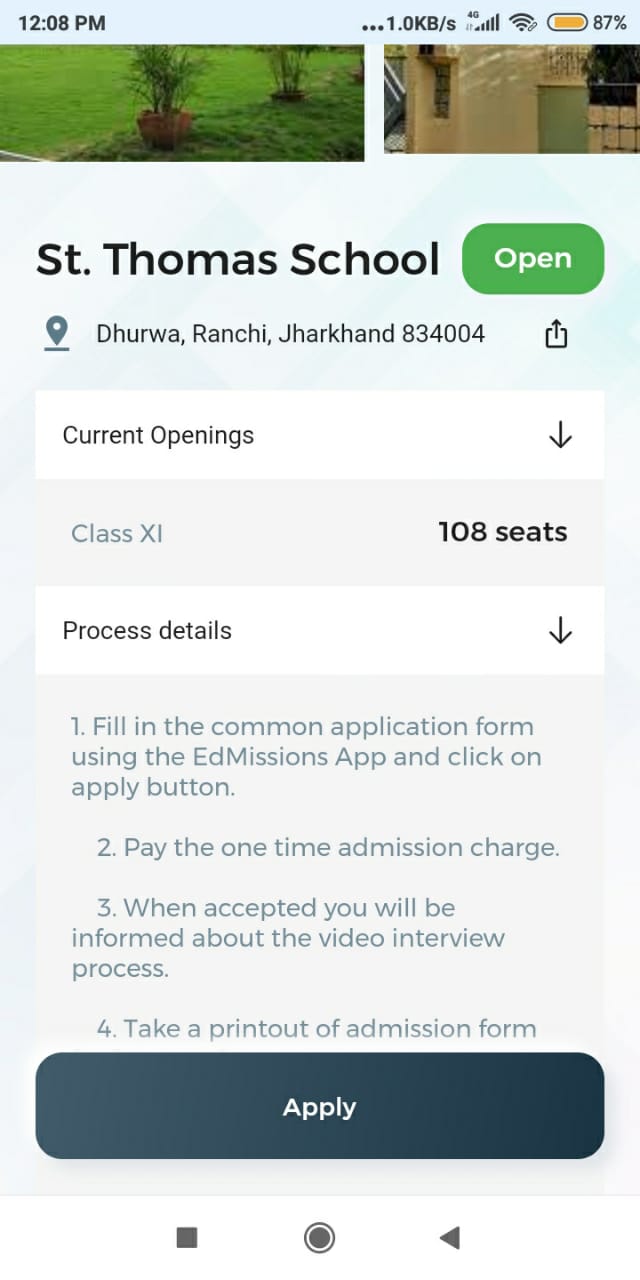 12:08 PM
...1.0KB/s 4G 87%
St. Thomas School
Open
Dhurwa, Ranchi, Jharkhand 834004
Current Openings
Class XI 108 seats
Process details
1. Fill in the common application form
using the EdMissions App and click on
apply button.
2. Pay the one time admission charge.
3. When accepted you will be
informed about the video interview
process.
4. Take a printout of admission form
Apply